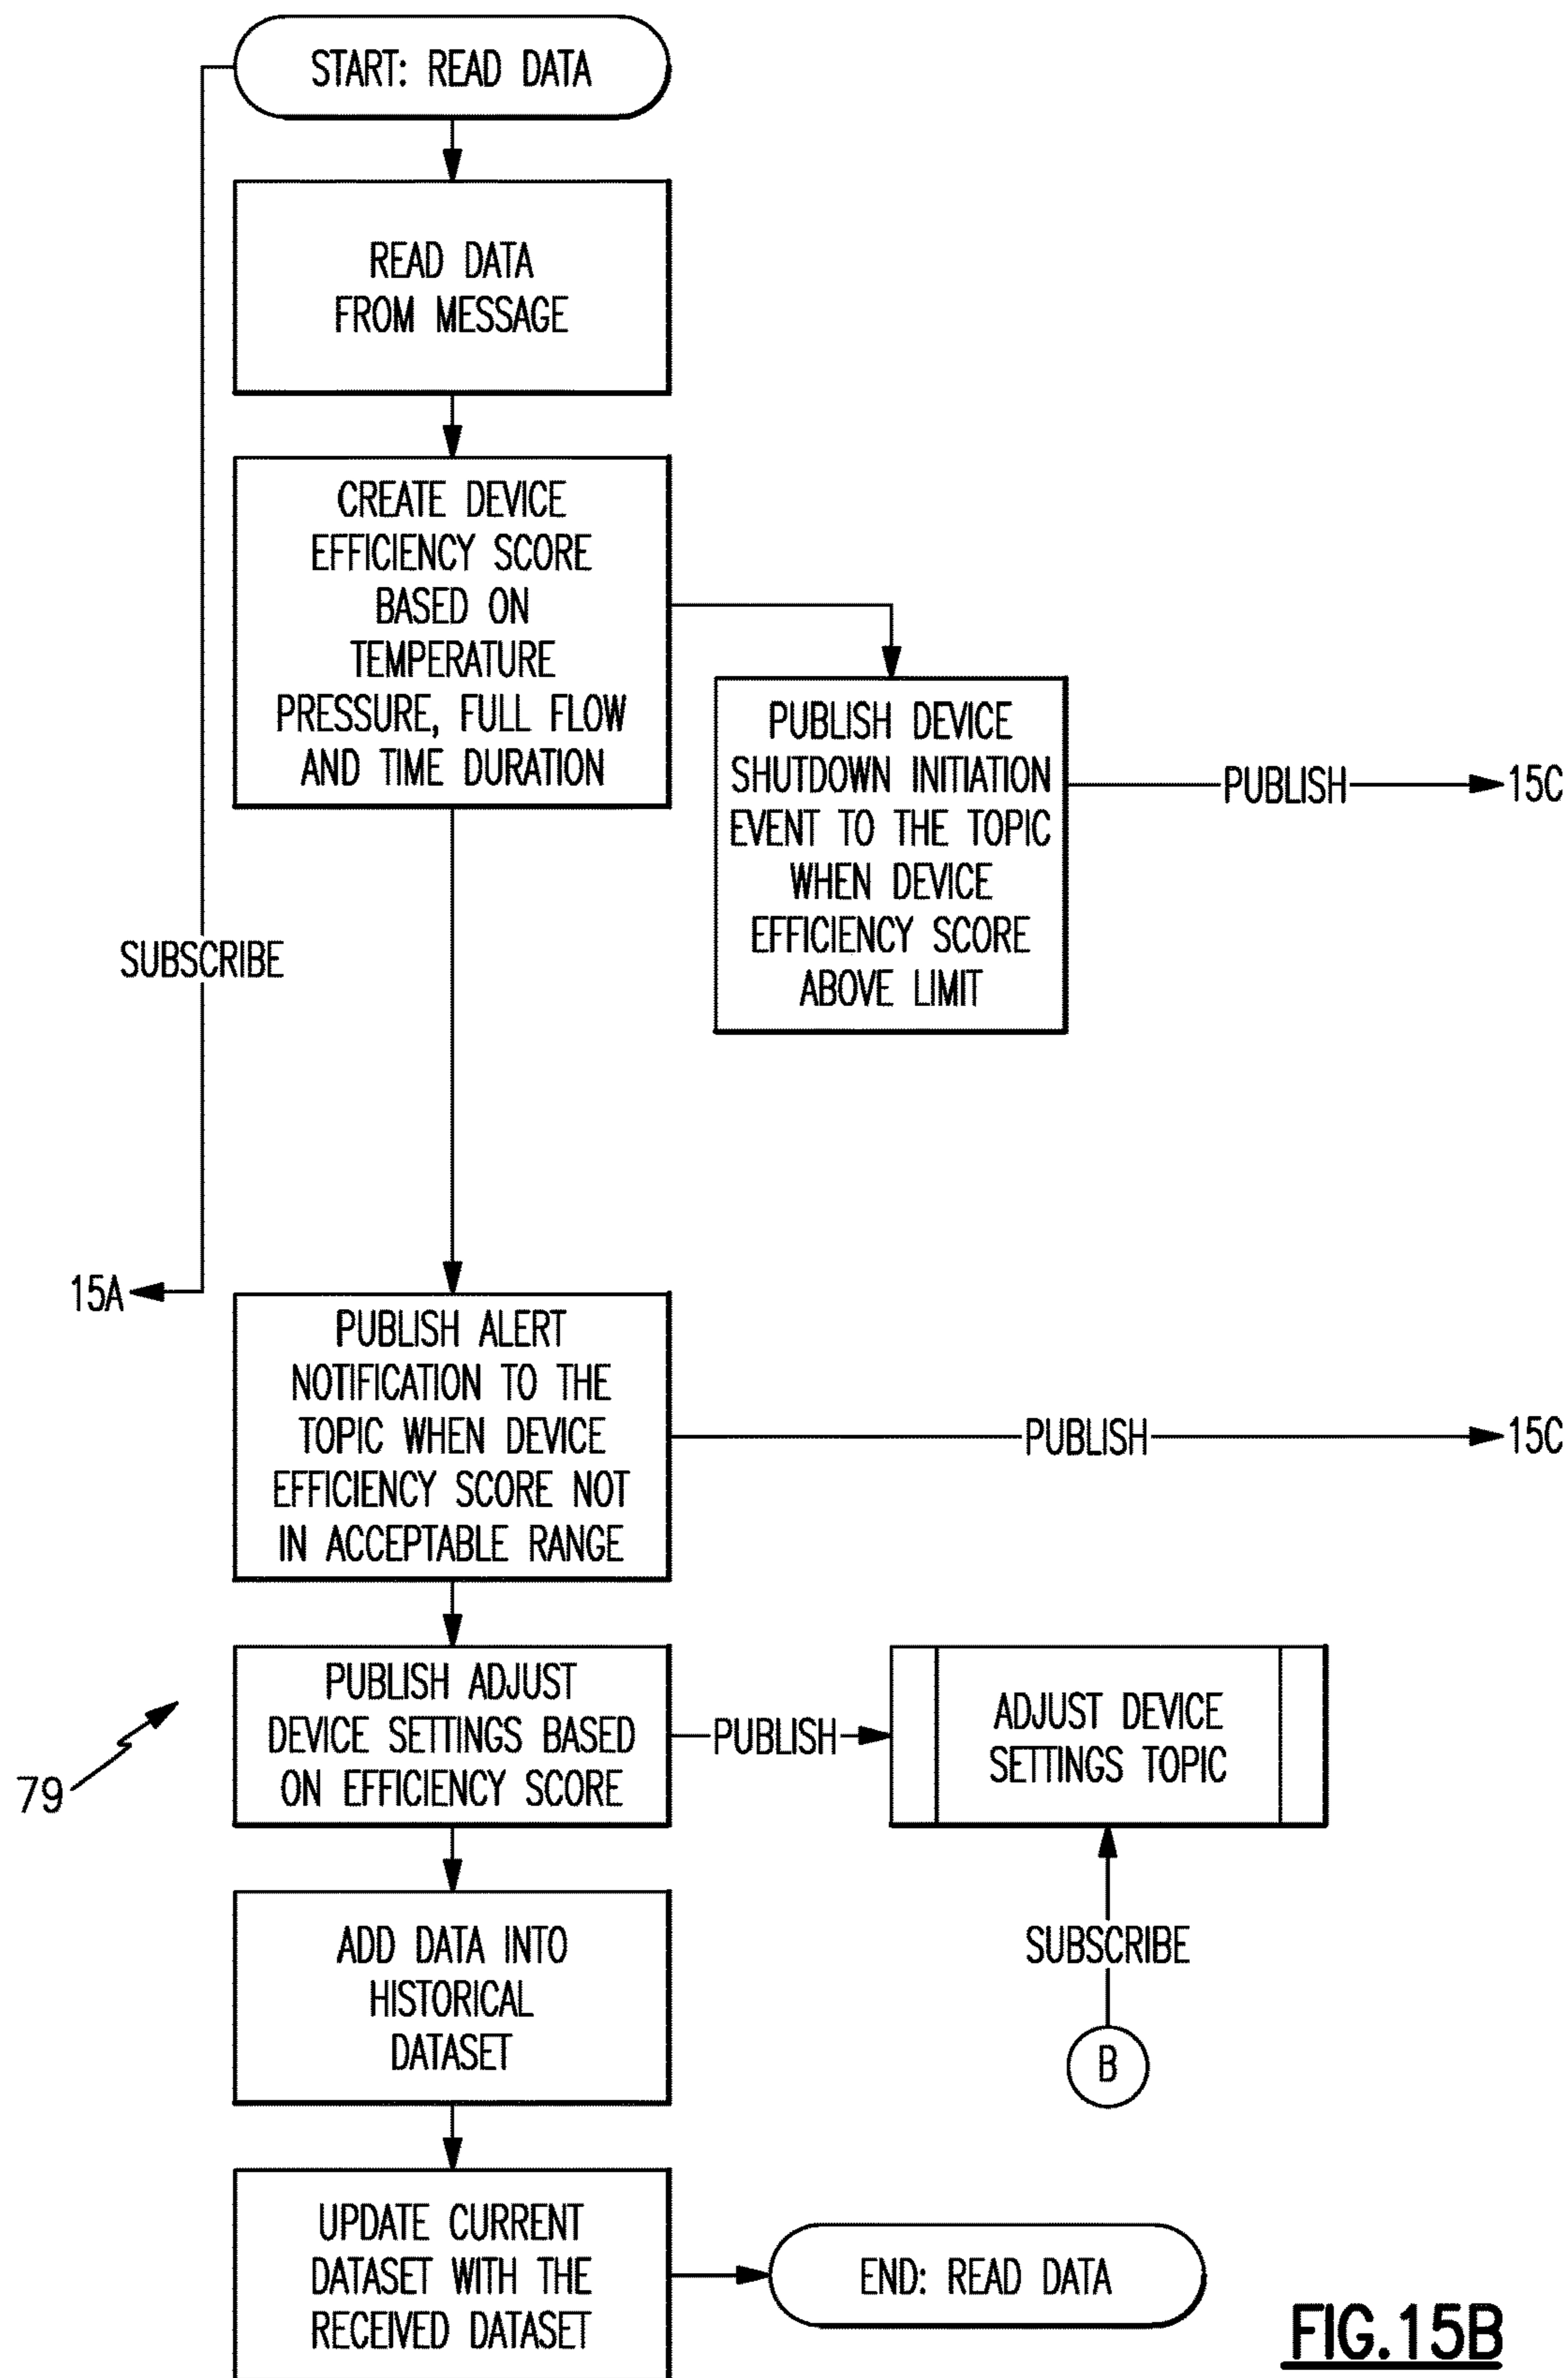 START: READ DATA
READ DATA
FROM MESSAGE
CREATE DEVICE
EFFICIENCY SCORE
BASED ON
TEMPERATURE
PRESSURE, FULL FLOW
AND TIME DURATION
PUBLISH DEVICE
SHUTDOWN INITIATION
EVENT TO THE TOPIC
WHEN DEVICE
EFFICIENCY SCORE
ABOVE LIMIT
PUBLISH
15C
SUBSCRIBE
15A
PUBLISH ALERT
NOTIFICATION TO THE
TOPIC WHEN DEVICE
EFFICIENCY SCORE NOT
IN ACCEPTABLE RANGE
PUBLISH
15C
PUBLISH ADJUST
DEVICE SETTINGS BASED
ON EFFICIENCY SCORE
PUBLISH
ADJUST DEVICE
SETTINGS TOPIC
79
ADD DATA INTO
HISTORICAL
DATASET
SUBSCRIBE
B
UPDATE CURRENT
DATASET WITH THE
RECEIVED DATASET
END: READ DATA
FIG.15B